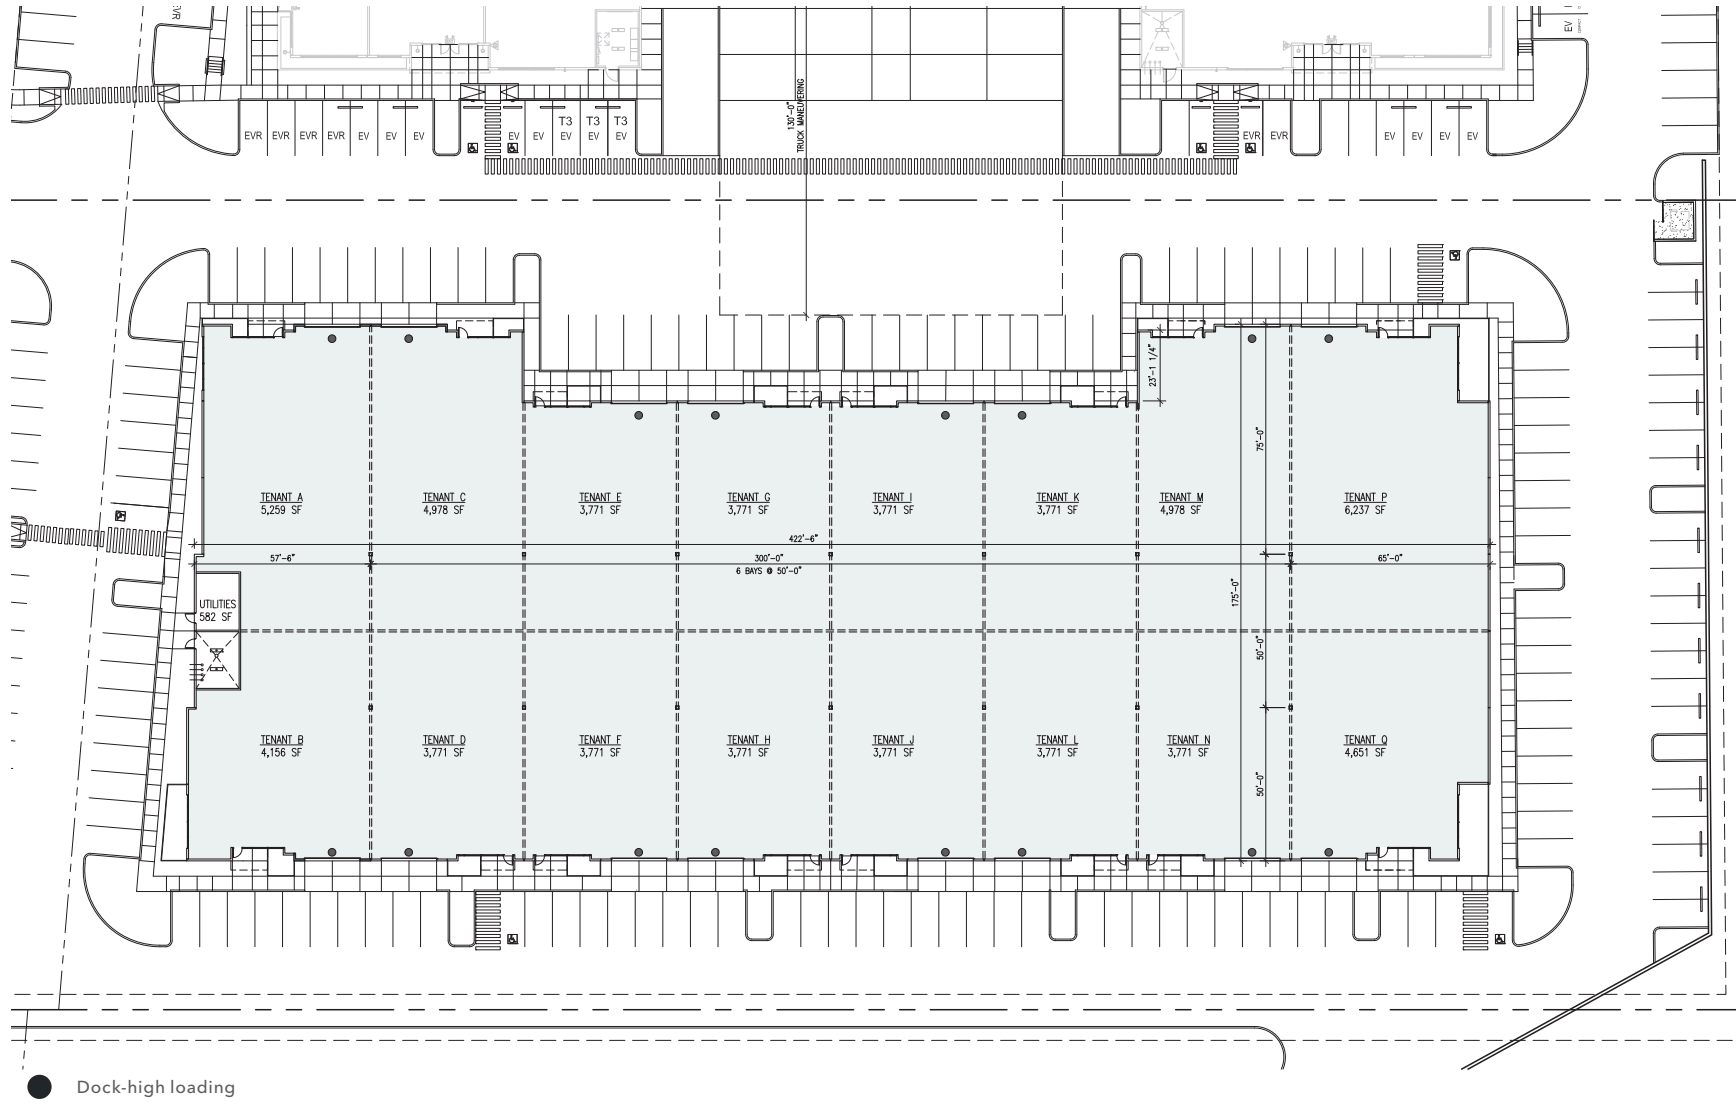 EVR
EV
T3 T3 T3
EVR EVR EVR EVR EV EV EV EV EV EV EV EV
EVR EVR EV EV EV EV
130'-0"
TRUCK MANEUVERING
23'-1 1/4"
75'-0"
TENANT A
5,259 SF
TENANT C
4,978 SF
TENANT E
3,771 SF
TENANT G
3,771 SF
TENANT I
3,771 SF
TENANT K
3,771 SF
TENANT M
4,978 SF
TENANT P
6,237 SF
422'-6"
57'-6"
300'-0"
6 BAYS @ 50'-0"
65'-0"
175'-0"
UTILITIES
582 SF
50'-0"
TENANT B
4,156 SF
TENANT D
3,771 SF
TENANT F
3,771 SF
TENANT H
3,771 SF
TENANT J
3,771 SF
TENANT L
3,771 SF
TENANT N
3,771 SF
TENANT Q
4,651 SF
50'-0"
Dock-high loading